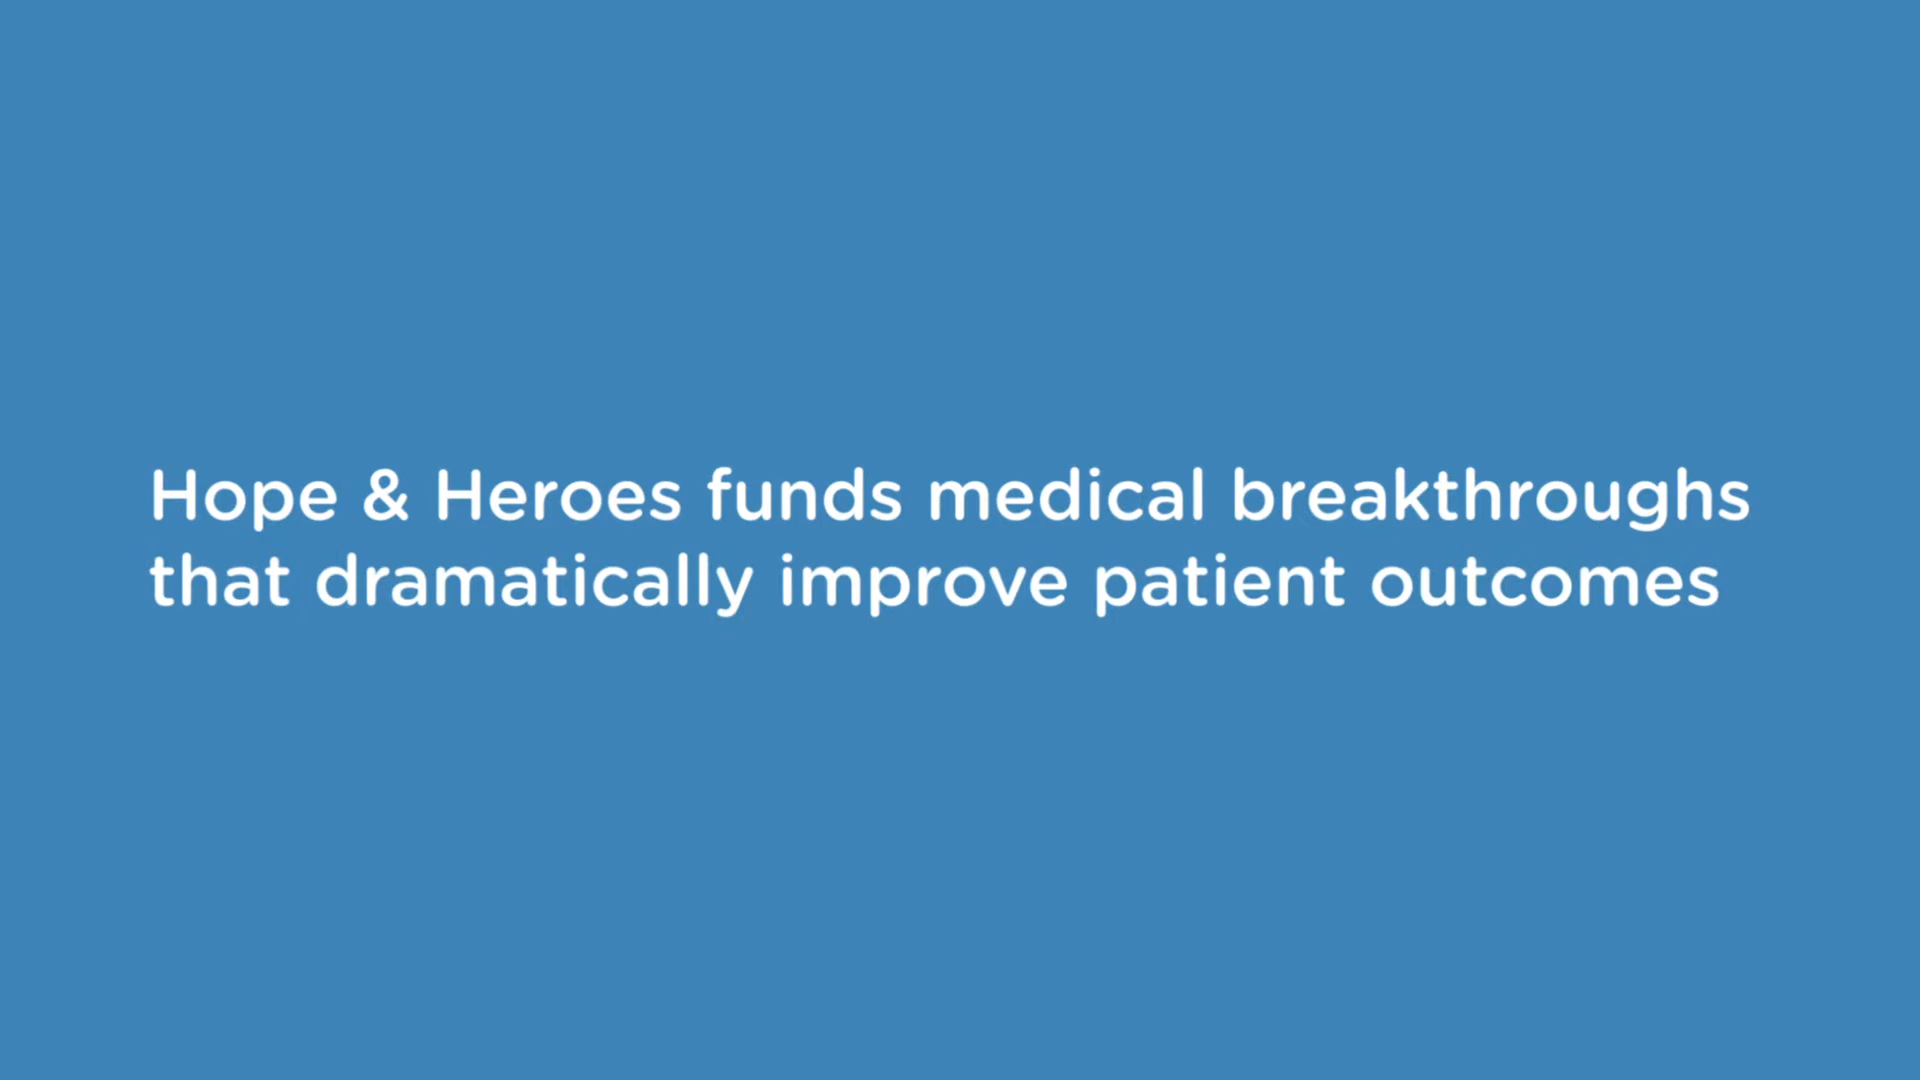 Hope & Heroes funds medical breakthroughs
that dramatically improve patient outcomes